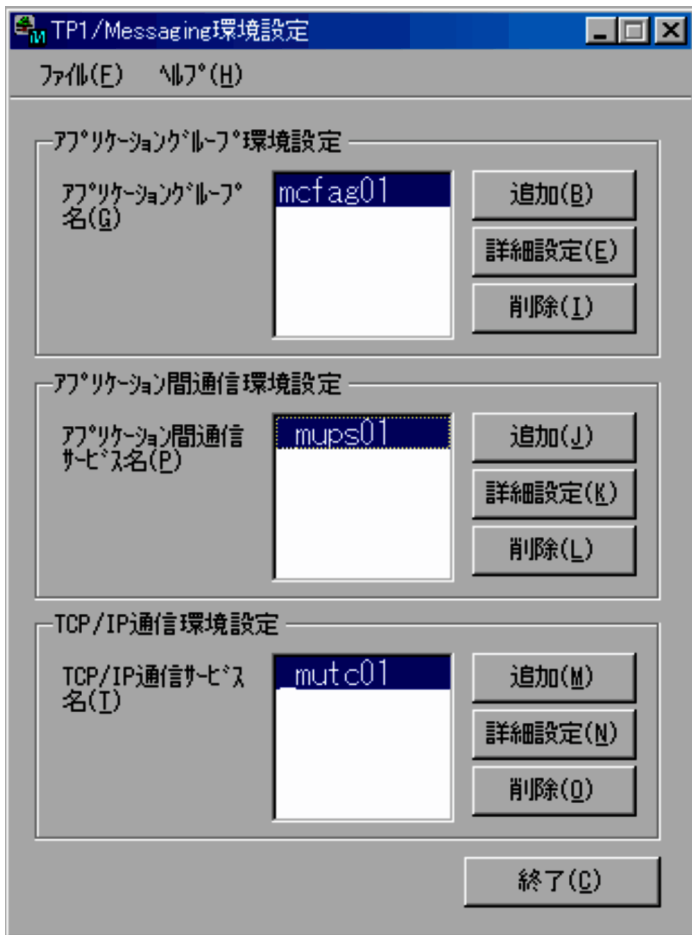 TP1/Messaging環境設定
ﾌｧｲﾙ(F) ﾍﾙﾌﾟ(H)
ｱﾌﾟﾘｹｰｼｮﾝｸﾞﾙｰﾌﾟ環境設定
ｱﾌﾟﾘｹｰｼｮﾝｸﾞﾙｰﾌﾟ
名(G)
mcfag01
追加(B)
詳細設定(E)
削除(I)
ｱﾌﾟﾘｹｰｼｮﾝ間通信環境設定
ｱﾌﾟﾘｹｰｼｮﾝ間通信
ｻｰﾋﾞｽ名(P)
_mups01
追加(J)
詳細設定(K)
削除(L)
TCP/IP通信環境設定
TCP/IP通信ｻｰﾋﾞｽ
名(T)
_mutc01
追加(M)
詳細設定(N)
削除(O)
終了(C)